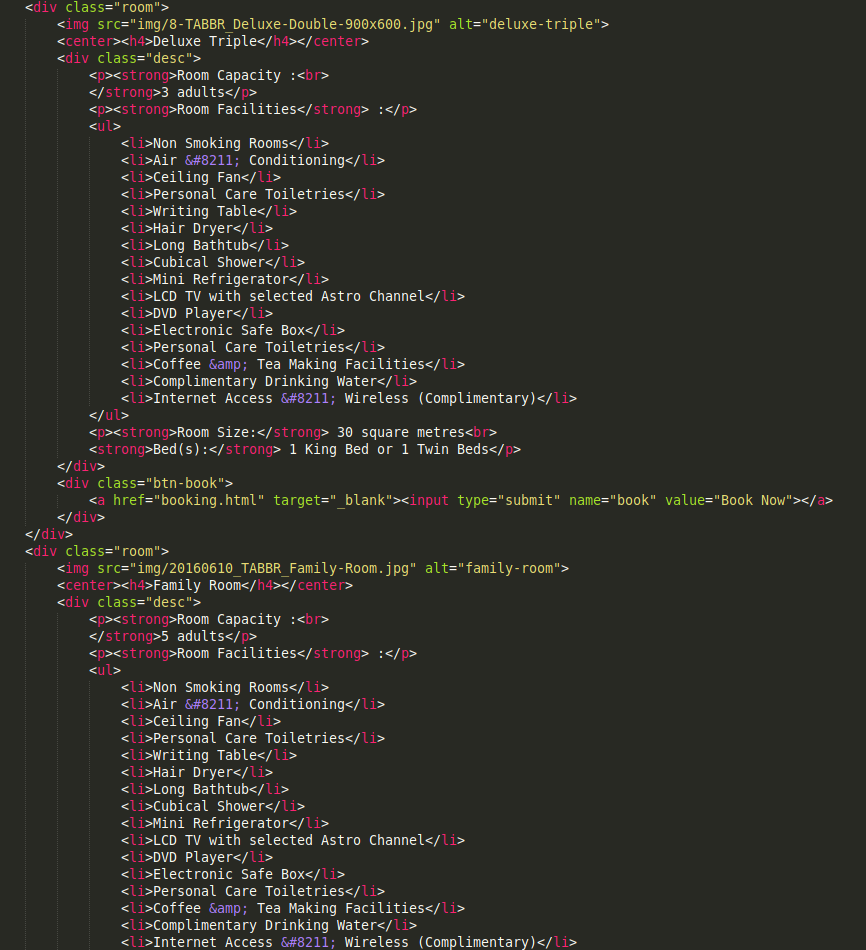 <div class="room">
<img src="img/8-TABBR_Deluxe-Double-900x600.jpg" alt="deluxe-triple">
<center><h4>Deluxe Triple</h4></center>
<div class="desc">
<p><strong>Room Capacity :<br>
</strong>3 adults</p>
<p><strong>Room Facilities</strong> :</p>
<ul>
<li>Non Smoking Rooms</li>
<li>Air &#8211; Conditioning</li>
<li>Ceiling Fan</li>
<li>Personal Care Toiletries</li>
<li>Writing Table</li>
<li>Hair Dryer</li>
<li>Long Bathtub</li>
<li>Cubical Shower</li>
<li>Mini Refrigerator</li>
<li>LCD TV with selected Astro Channel</li>
<li>DVD Player</li>
<li>Electronic Safe Box</li>
<li>Personal Care Toiletries</li>
<li>Coffee &amp; Tea Making Facilities</li>
<li>Complimentary Drinking Water</li>
<li>Internet Access &#8211; Wireless (Complimentary)</li>
</ul>
<p><strong>Room Size:</strong> 30 square metres<br>
<strong>Bed(s):</strong> 1 King Bed or 1 Twin Beds</p>
</div>
<div class="btn-book">
<a href="booking.html" target="_blank"><input type="submit" name="book" value="Book Now"></a>
</div>
</div>
<div class="room">
<img src="img/20160610_TABBR_Family-Room.jpg" alt="family-room">
<center><h4>Family Room</h4></center>
<div class="desc">
<p><strong>Room Capacity :<br>
</strong>5 adults</p>
<p><strong>Room Facilities</strong> :</p>
<ul>
<li>Non Smoking Rooms</li>
<li>Air &#8211; Conditioning</li>
<li>Ceiling Fan</li>
<li>Personal Care Toiletries</li>
<li>Writing Table</li>
<li>Hair Dryer</li>
<li>Long Bathtub</li>
<li>Cubical Shower</li>
<li>Mini Refrigerator</li>
<li>LCD TV with selected Astro Channel</li>
<li>DVD Player</li>
<li>Electronic Safe Box</li>
<li>Personal Care Toiletries</li>
<li>Coffee &amp; Tea Making Facilities</li>
<li>Complimentary Drinking Water</li>
<li>Internet Access &#8211; Wireless (Complimentary)</li>